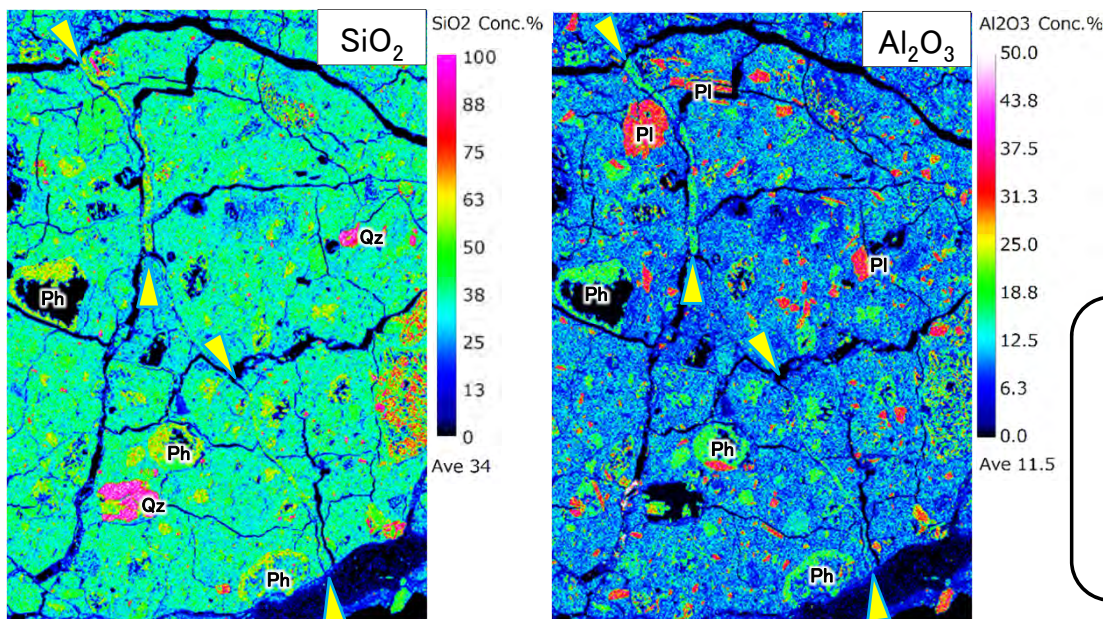 SiO2 Conc.%
SiO₂
100
88
75
63
50
38
25
13
0
Ave 34
Qz
Ph
Ph
Qz
Ph
Al2O3 Conc.%
Al₂O₃
50.0
43.8
37.5
31.3
25.0
18.8
12.5
6.3
0.0
Ave 11.5
Pl
Pl
Pl
Ph
Ph
Ph